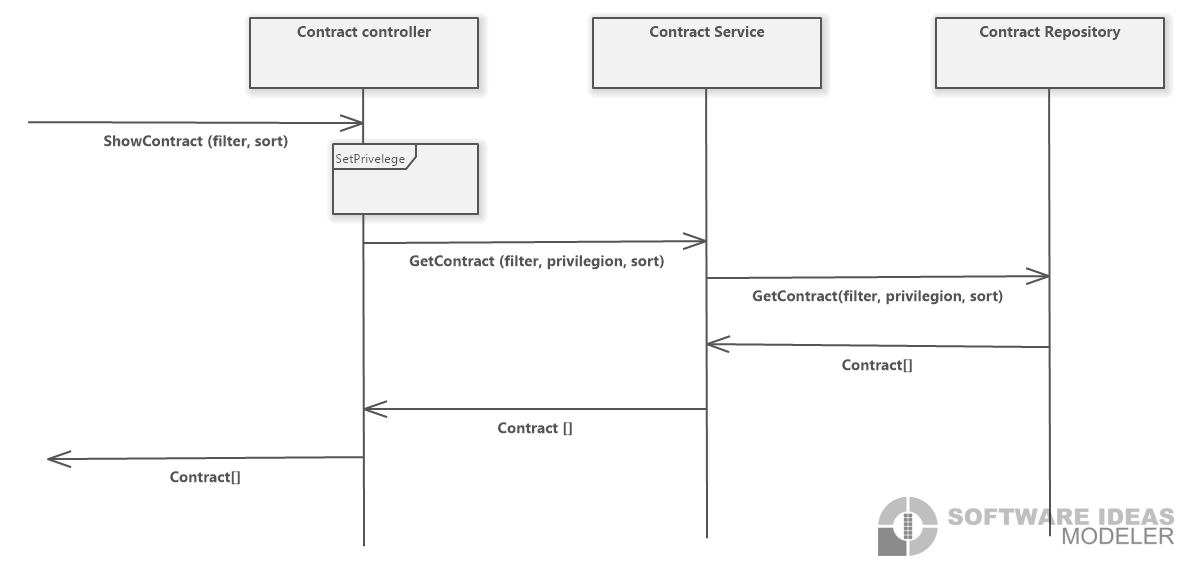 Contract controller
Contract Service
Contract Repository
ShowContract (filter, sort)
SetPrivelege
GetContract (filter, privilegion, sort)
GetContract(filter, privilegion, sort)
Contract[]
Contract []
Contract[]
SOFTWARE IDEAS
MODELER